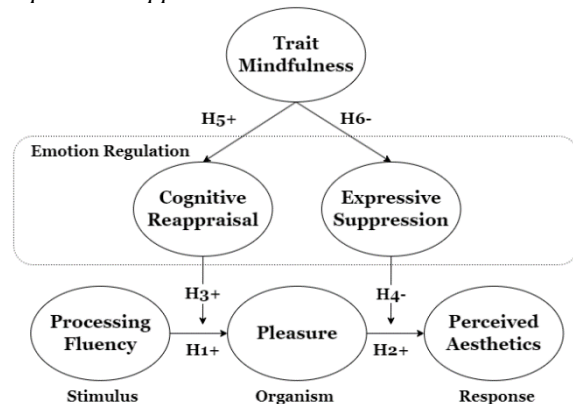 Trait
Mindfulness
H5+
H6-
Emotion Regulation
Cognitive
Reappraisal
Expressive
Suppression
H3+
H4-
Processing
Fluency
H1+
Pleasure
H2+
Perceived
Aesthetics
Stimulus
Organism
Response